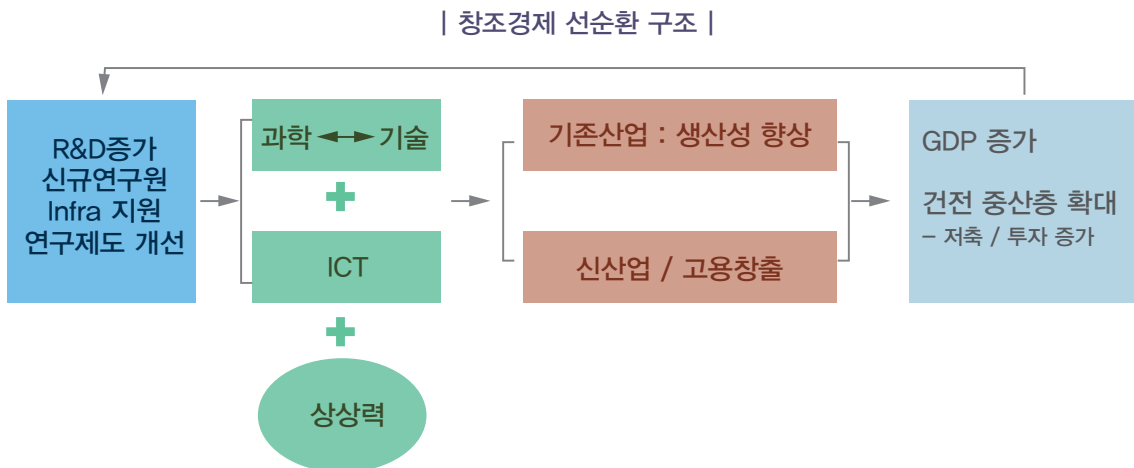 | 창조경제 선순환 구조 |
R&D증가
신규연구원
Infra 지원
연구제도 개선
과학 ↔ 기술
+
ICT
+
상상력
기존산업 : 생산성 향상
신산업 / 고용창출
GDP 증가
건전 중산층 확대
– 저축 / 투자 증가